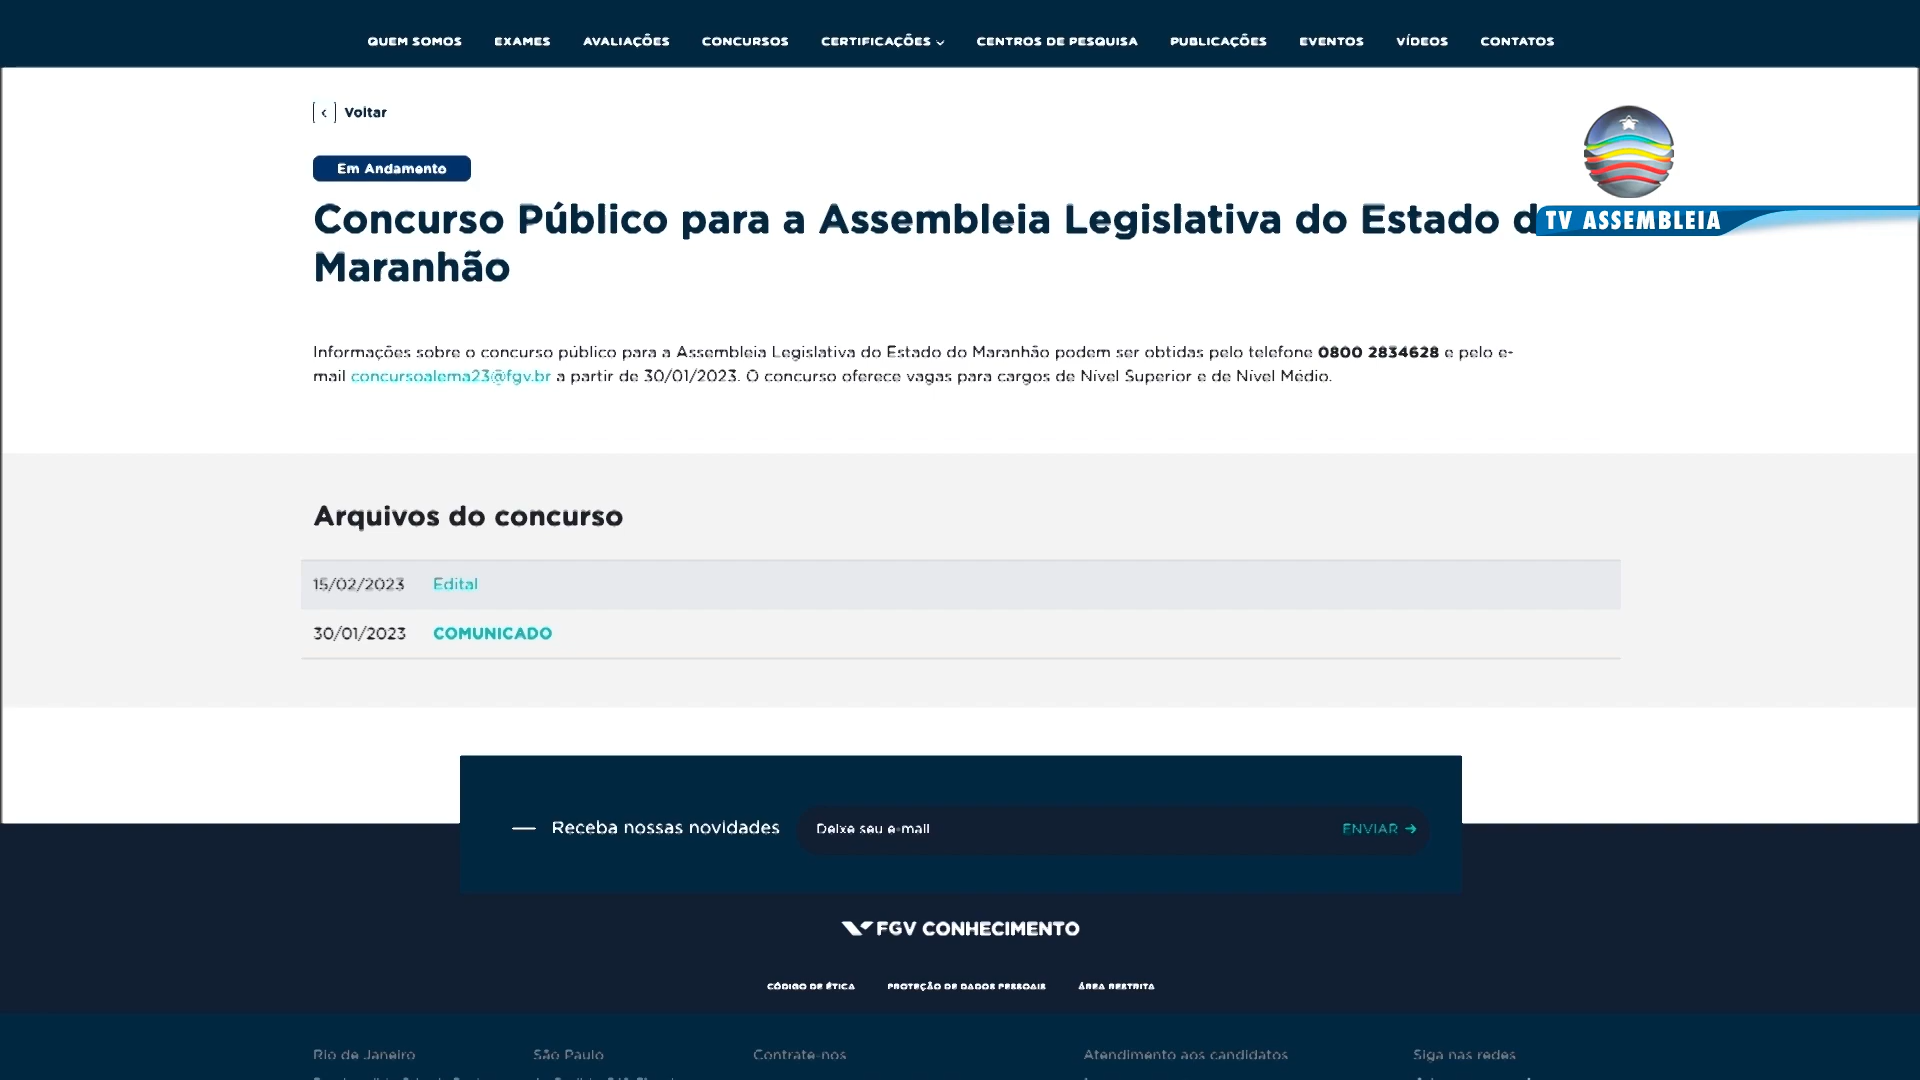 QUEM SOMOS EXAMES AVALIAÇÕES CONCURSOS CERTIFICAÇÕES CENTROS DE PESQUISA PUBLICAÇÕES EVENTOS VÍDEOS CONTATOS
Voltar
Em Andamento
Concurso Público para a Assembleia Legislativa do Estado d
TV ASSEMBLEIA
Maranhão
Informações sobre o concurso público para a Assembleia Legislativa do Estado do Maranhão podem ser obtidas pelo telefone 0800 2834628 e pelo e-
mail concursoalema23@fgv.br a partir de 30/01/2023. O concurso oferece vagas para cargos de Nível Superior e de Nível Médio.
Arquivos do concurso
15/02/2023 Edital
30/01/2023 COMUNICADO
Receba nossas novidades Deixe seu e-mail ENVIAR
FGV CONHECIMENTO
CÓDIGO DE ÉTICA PROTEÇÃO DE DADOS PESSOAIS ÁREA RESTRITA
Rio de Janeiro São Paulo Contrate-nos Atendimento aos candidatos Siga nas redes